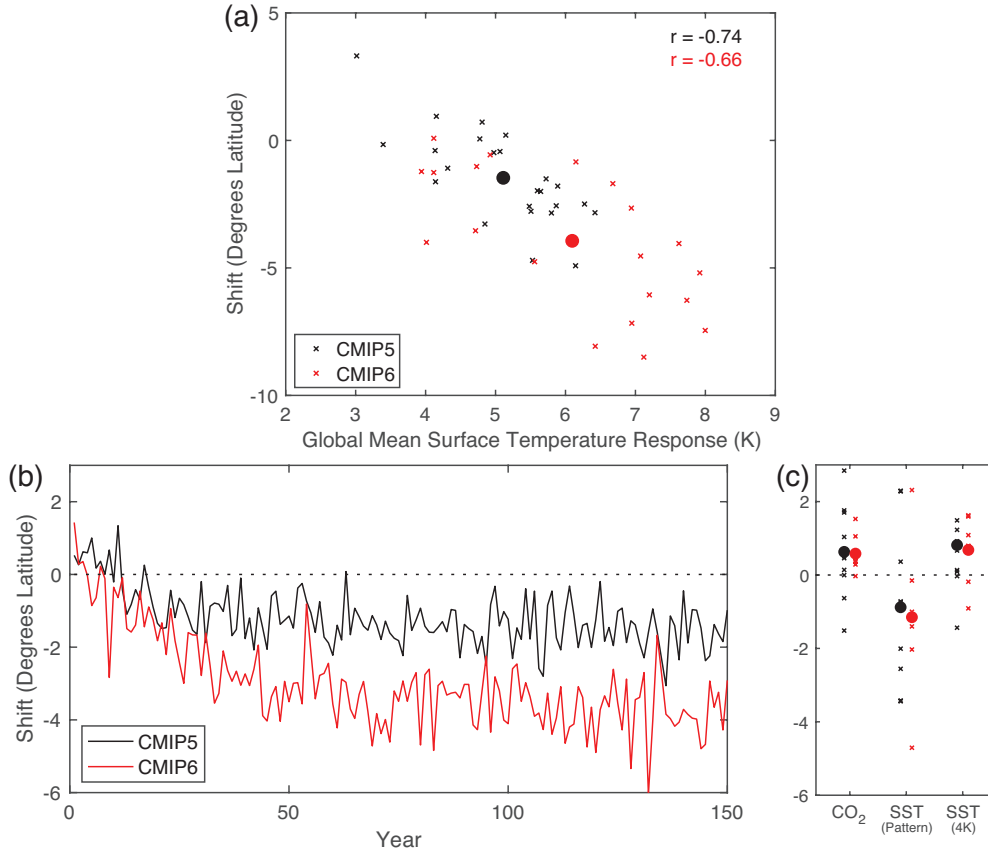 (a)
r = -0.74
r = -0.66
5
0
-5
-10
Shift (Degrees Latitude)
CMIP5
CMIP6
2 3 4 5 6 7 8 9
Global Mean Surface Temperature Response (K)
(b)
2
0
-2
-4
-6
Shift (Degrees Latitude)
CMIP5
CMIP6
0 50 100 150
Year
(c)
2
0
-2
-4
-6
CO2 SST SST
(Pattern) (4K)